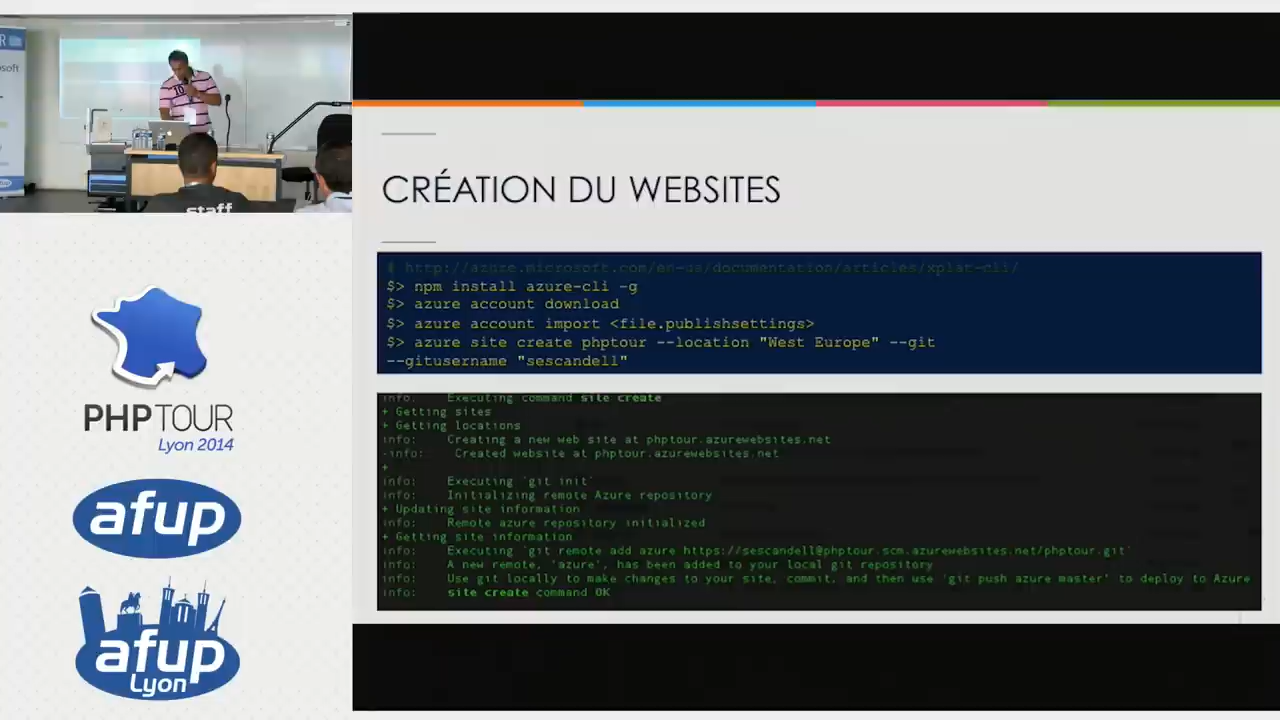 R
osoft
10
staff
PHPTOUR
Lyon 2014
afup
afup
Lyon
CRÉATION DU WEBSITES
# http://azure.microsoft.com/en-us/documentation/articles/xplat-cli/
$> npm install azure-cli -g
$> azure account download
$> azure account import <file.publishsettings>
$> azure site create phptour --location "West Europe" --git
--gitusername "sescandell"
info: Executing command site create
+ Getting sites
+ Getting locations
info: Creating a new web site at phptour.azurewebsites.net
-info: Created website at phptour.azurewebsites.net
+
info: Executing `git init`
info: Initializing remote Azure repository
+ Updating site information
info: Remote azure repository initialized
+ Getting site information
info: Executing `git remote add azure https://sescandell@phptour.scm.azurewebsites.net/phptour.git`
info: A new remote, 'azure', has been added to your local git repository
info: Use git locally to make changes to your site, commit, and then use 'git push azure master' to deploy to Azure
info: site create command OK